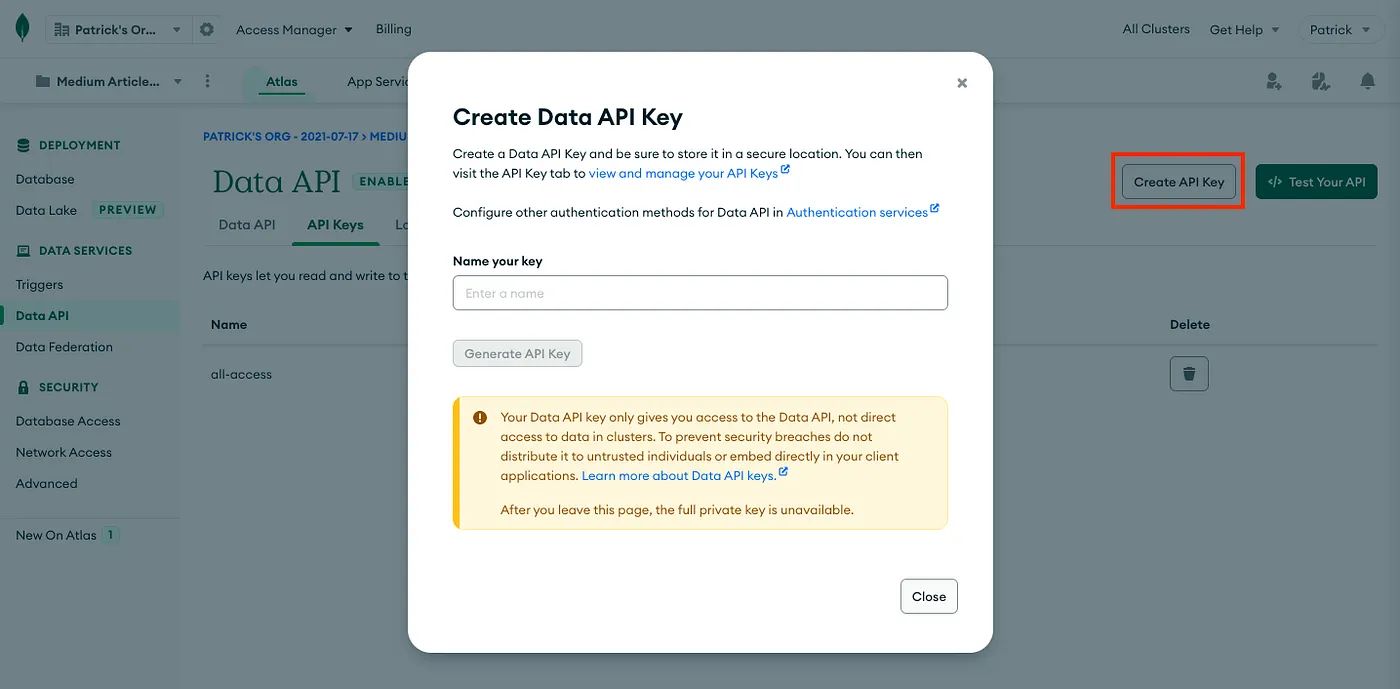 Patrick's Or...
Access Manager
Billing
All Clusters
Get Help
Patrick
Medium Article...
Atlas
App Servic
PATRICK'S ORG - 2021-07-17 > MEDIU
DEPLOYMENT
Database
Data Lake PREVIEW
DATA SERVICES
Triggers
Data API
Data Federation
SECURITY
Database Access
Network Access
Advanced
New On Atlas 1
Data API ENABLE
Create API Key
</> Test Your API
Data API
API Keys
Lo
API keys let you read and write to t
Name
Delete
all-access
Create Data API Key
Create a Data API Key and be sure to store it in a secure location. You can then
visit the API Key tab to view and manage your API Keys
Configure other authentication methods for Data API in Authentication services
Name your key
Enter a name
Generate API Key
Your Data API key only gives you access to the Data API, not direct
access to data in clusters. To prevent security breaches do not
distribute it to untrusted individuals or embed directly in your client
applications. Learn more about Data API keys.
After you leave this page, the full private key is unavailable.
Close